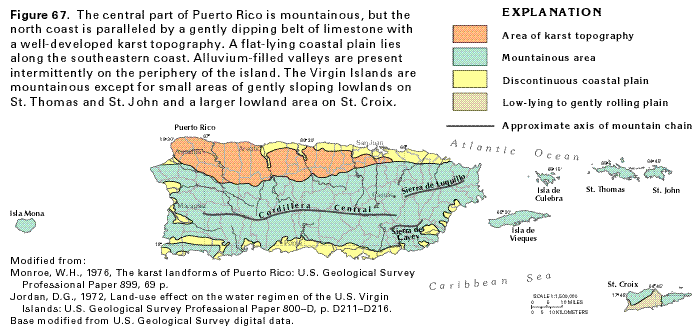 Figure 67. The central part of Puerto Rico is mountainous, but the
north coast is paralleled by a gently dipping belt of limestone with
a well-developed karst topography. A flat-lying coastal plain lies
along the southeastern coast. Alluvium-filled valleys are present
intermittently on the periphery of the island. The Virgin Islands are
mountainous except for small areas of gently sloping lowlands on
St. Thomas and St. John and a larger lowland area on St. Croix.
EXPLANATION
Area of karst topography
Mountainous area
Discontinuous coastal plain
Low-lying to gently rolling plain
Approximate axis of mountain chain
Puerto Rico
San Juan
Atlantic Ocean
Isla de
Culebra
St. Thomas
St. John
Sierra de Luquillo
Cordillera Central
Sierra de
Cayey
Isla de
Vieques
Isla Mona
Caribbean Sea
St. Croix
SCALE 1:1,500,000
0 5 10 MILES
0 5 10 KILOMETERS
Modified from:
Monroe, W.H., 1976, The karst landforms of Puerto Rico: U.S. Geological Survey
Professional Paper 899, 69 p.
Jordan, D.G., 1972, Land-use effect on the water regimen of the U.S. Virgin
Islands: U.S. Geological Survey Professional Paper 800–D, p. D211–D216.
Base modified from U.S. Geological Survey digital data.